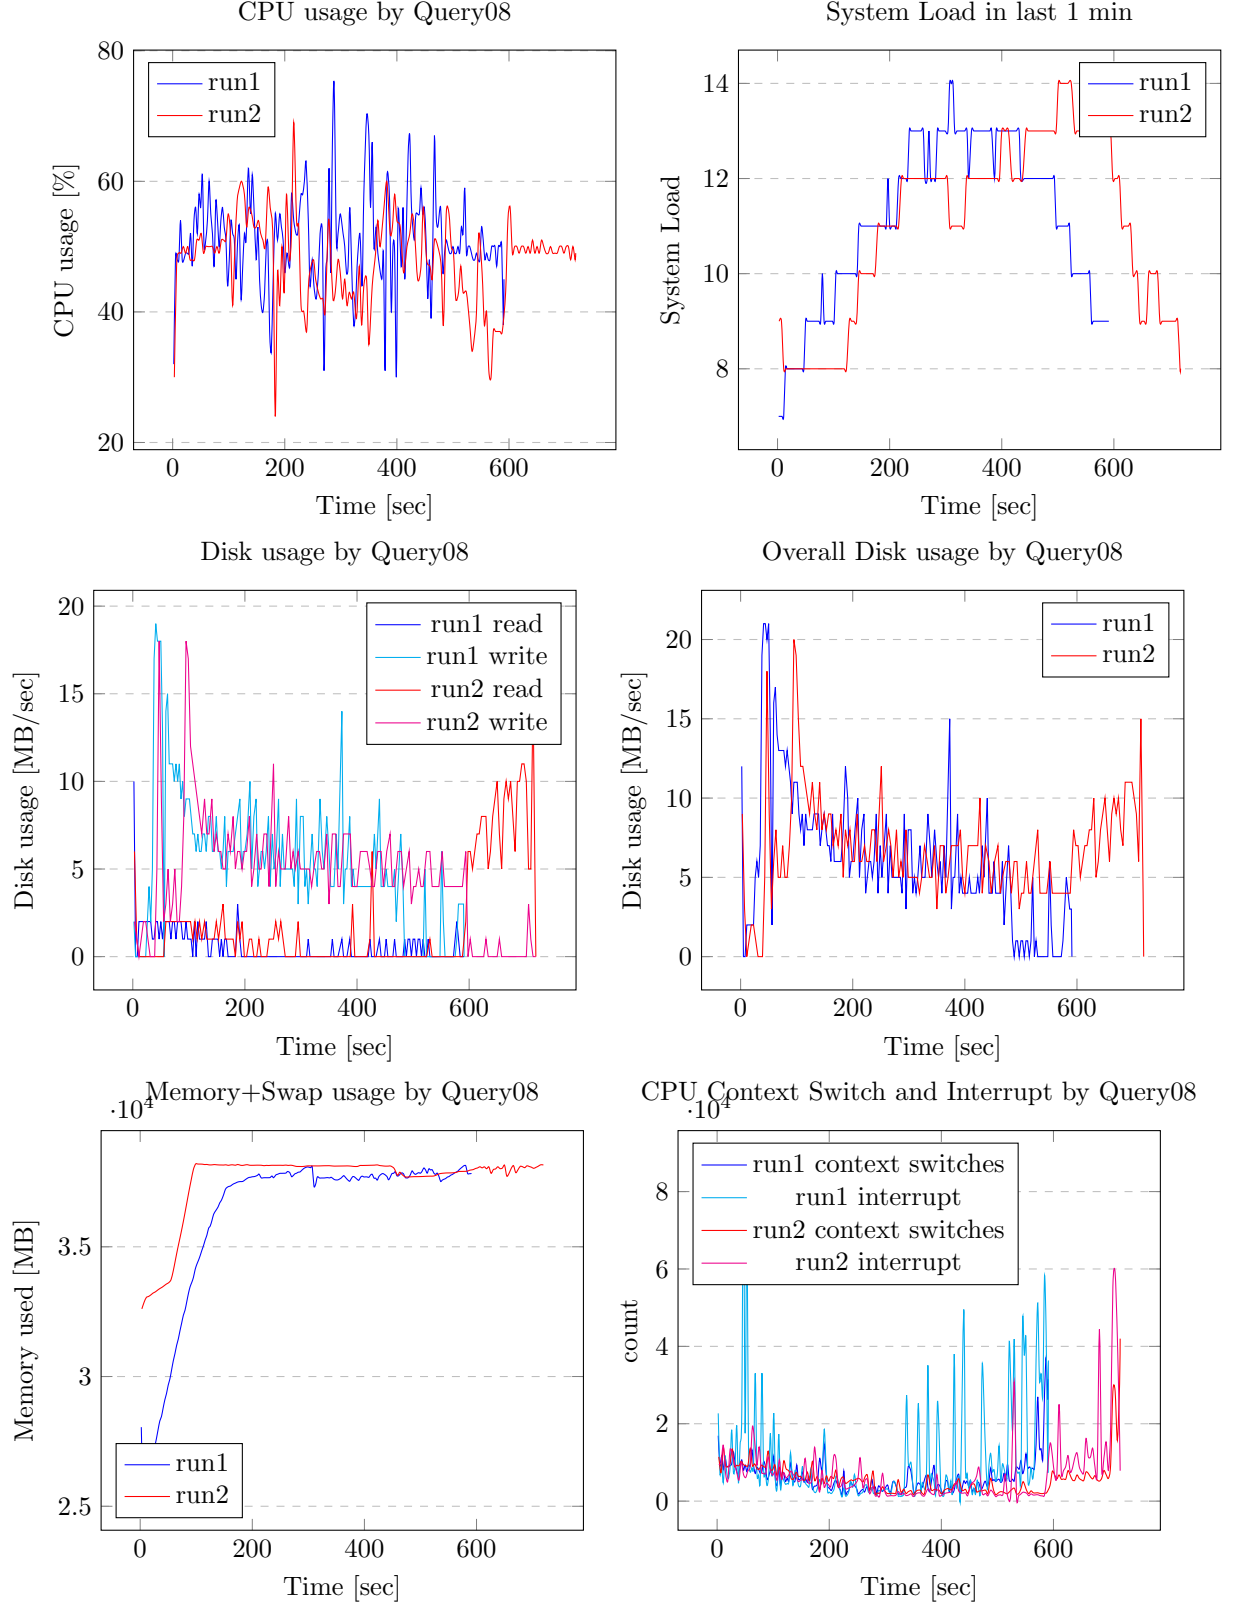 CPU usage by Query08
80
60
40
20
CPU usage [%]
run1
run2
0 200 400 600
Time [sec]
System Load in last 1 min
14
12
10
8
System Load
run1
run2
0 200 400 600
Time [sec]
Disk usage by Query08
20
15
10
5
0
Disk usage [MB/sec]
run1 read
run1 write
run2 read
run2 write
0 200 400 600
Time [sec]
Overall Disk usage by Query08
20
15
10
5
0
Disk usage [MB/sec]
run1
run2
0 200 400 600
Time [sec]
Memory+Swap usage by Query08
·10⁴
3.5
3
2.5
Memory used [MB]
run1
run2
0 200 400 600
Time [sec]
CPU Context Switch and Interrupt by Query08
·10⁴
8
6
4
2
0
count
run1 context switches
run1 interrupt
run2 context switches
run2 interrupt
0 200 400 600
Time [sec]